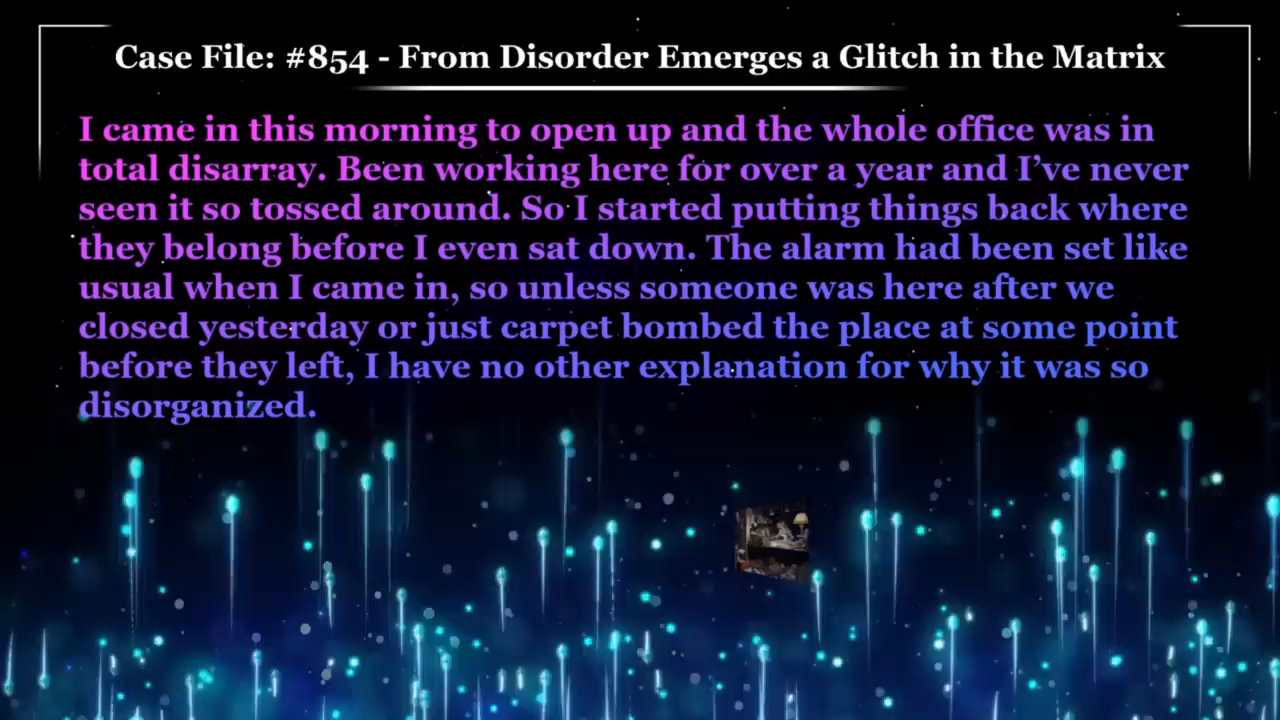 Case File: #854 - From Disorder Emerges a Glitch in the Matrix
I came in this morning to open up and the whole office was in
total disarray. Been working here for over a year and I’ve never
seen it so tossed around. So I started putting things back where
they belong before I even sat down. The alarm had been set like
usual when I came in, so unless someone was here after we
closed yesterday or just carpet bombed the place at some point
before they left, I have no other explanation for why it was so
disorganized.